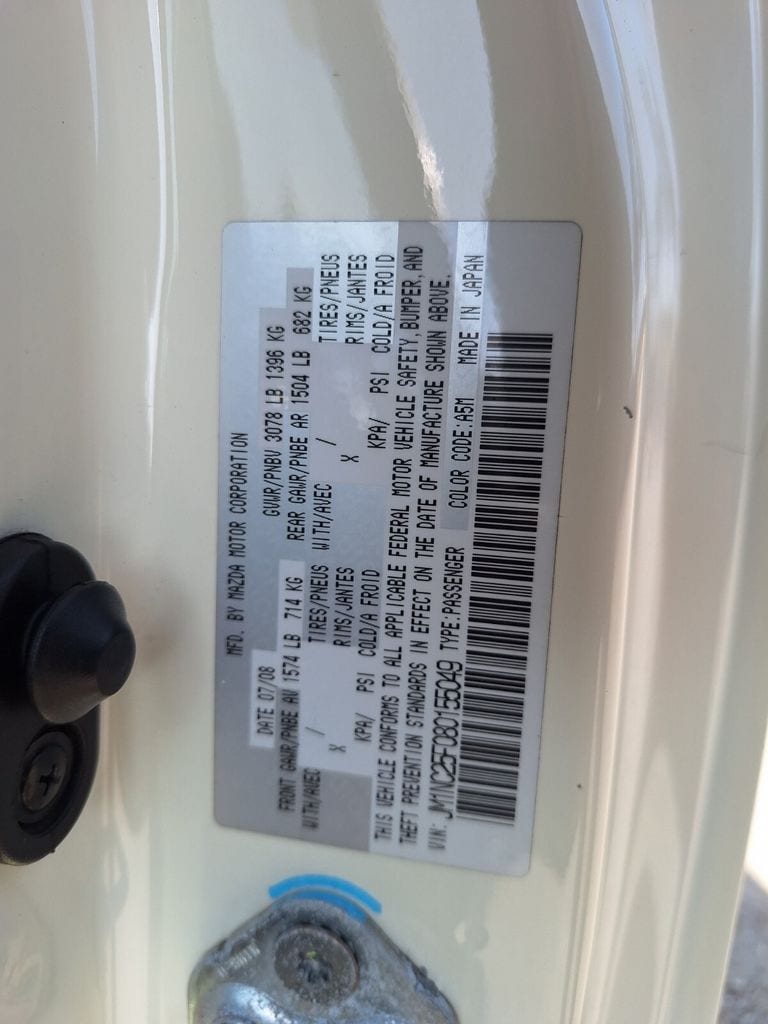 MFD. BY MAZDA MOTOR CORPORATION
DATE 07/08 GVWR/PNBV 3078 LB 1396 KG
FRONT GAWR/PNBE AV 1574 LB 714 KG REAR GAWR/PNBE AR 1504 LB 682 KG
WITH/AVEC / TIRES/PNEUS WITH/AVEC / TIRES/PNEUS
X RIMS/JANTES X RIMS/JANTES
KPA/ PSI COLD/A FROID KPA/ PSI COLD/A FROID
THIS VEHICLE CONFORMS TO ALL APPLICABLE FEDERAL MOTOR VEHICLE SAFETY, BUMPER, AND
THEFT PREVENTION STANDARDS IN EFFECT ON THE DATE OF MANUFACTURE SHOWN ABOVE.
VIN: JM1NC25F080155049 TYPE:PASSENGER COLOR CODE:A5M MADE IN JAPAN